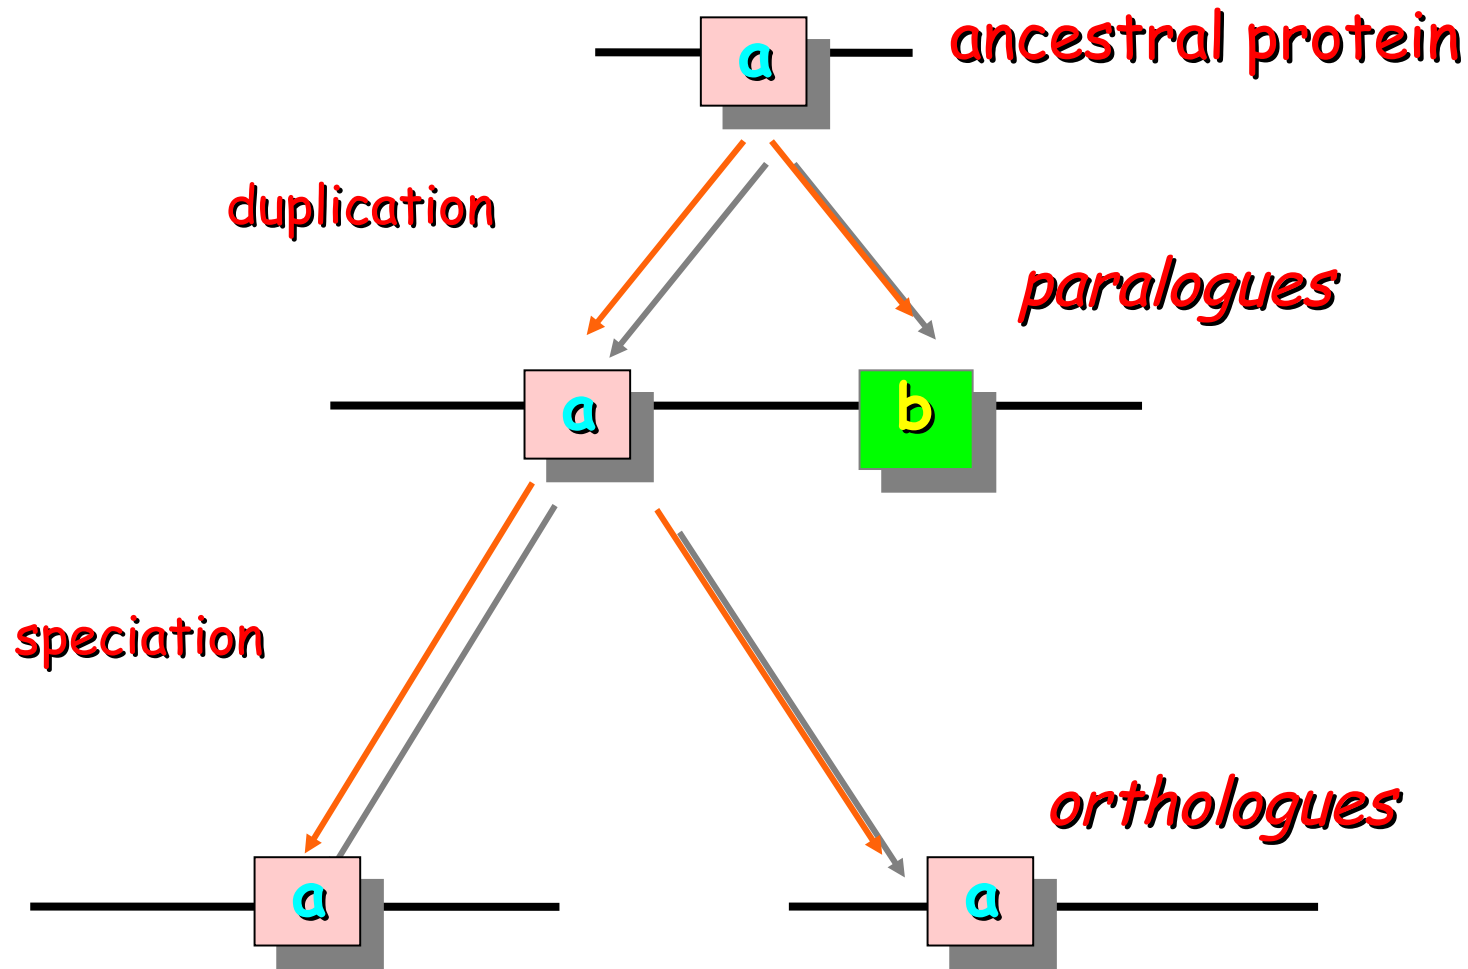 a
ancestral protein
duplication
paralogues
a
b
speciation
orthologues
a
a